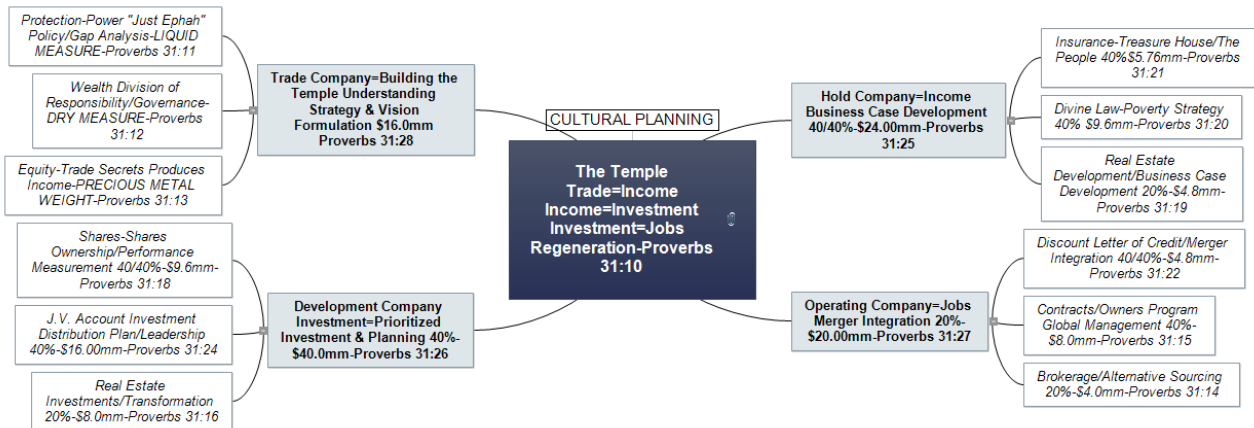 Protection-Power "Just Ephah"
Policy/Gap Analysis-LIQUID
MEASURE-Proverbs 31:11
Wealth Division of
Responsibility/Governance-
DRY MEASURE-Proverbs
31:12
Equity-Trade Secrets Produces
Income-PRECIOUS METAL
WEIGHT-Proverbs 31:13
Trade Company=Building the
Temple Understanding
Strategy & Vision
Formulation $16.0mm
Proverbs 31:28
Shares-Shares
Ownership/Performance
Measurement 40/40%-$9.6mm-
Proverbs 31:18
J.V. Account Investment
Distribution Plan/Leadership
40%-$16.00mm-Proverbs 31:24
Real Estate
Investments/Transformation
20%-$8.0mm-Proverbs 31:16
Development Company
Investment=Prioritized
Investment & Planning 40%-
$40.0mm-Proverbs 31:26
CULTURAL PLANNING
The Temple
Trade=Income
Income=Investment
Investment=Jobs
Regeneration-Proverbs
31:10
Hold Company=Income
Business Case Development
40/40%-$24.00mm-Proverbs
31:25
Insurance-Treasure House/The
People 40%$5.76mm-Proverbs
31:21
Divine Law-Poverty Strategy
40% $9.6mm-Proverbs 31:20
Real Estate
Development/Business Case
Development 20%-$4.8mm-
Proverbs 31:19
Operating Company=Jobs
Merger Integration 20%-
$20.00mm-Proverbs 31:27
Discount Letter of Credit/Merger
Integration 40/40%-$4.8mm-
Proverbs 31:22
Contracts/Owners Program
Global Management 40%-
$8.0mm-Proverbs 31:15
Brokerage/Alternative Sourcing
20%-$4.0mm-Proverbs 31:14